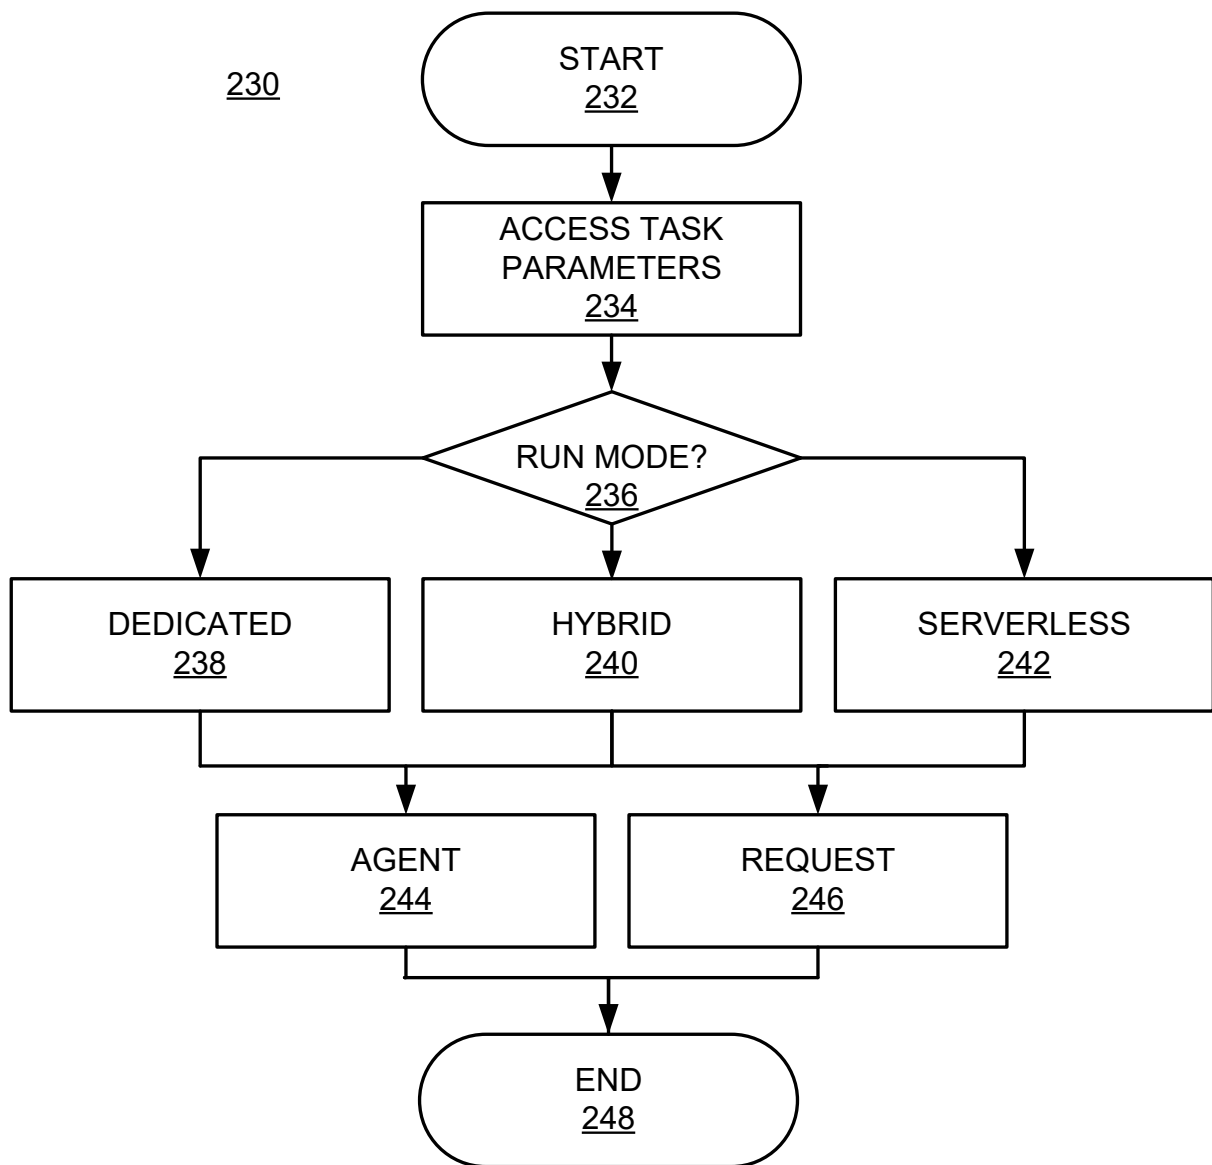 230
START
232
ACCESS TASK
PARAMETERS
234
RUN MODE?
236
DEDICATED
238
HYBRID
240
SERVERLESS
242
AGENT
244
REQUEST
246
END
248